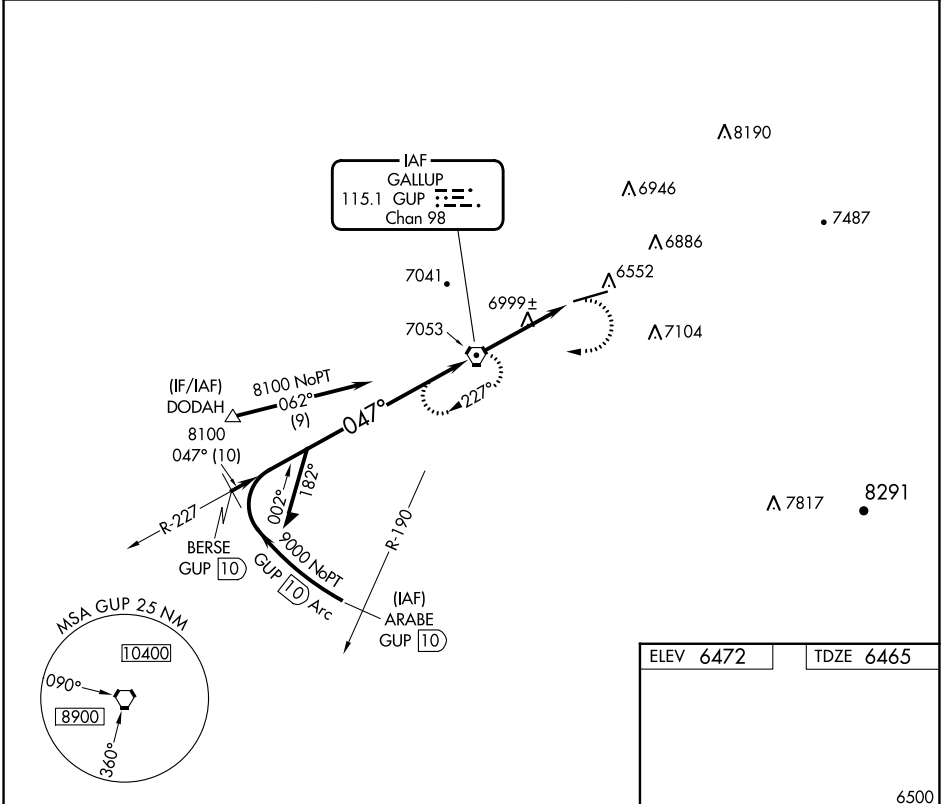 8190
IAF
GALLUP
115.1 GUP
Chan 98
6946
7487
6886
7041
6552
6999±
7053
7104
(IF/IAF)
DODAH
8100 NoPT
062°
(9)
047°
227°
8100
047° (10)
002°
182°
R-227
R-190
7817
8291
BERSE
GUP 10
9000 NoPT
GUP 10 Arc
(IAF)
ARABE
GUP 10
MSA GUP 25 NM
10400
090°
8900
360°
ELEV 6472
TDZE 6465
6500